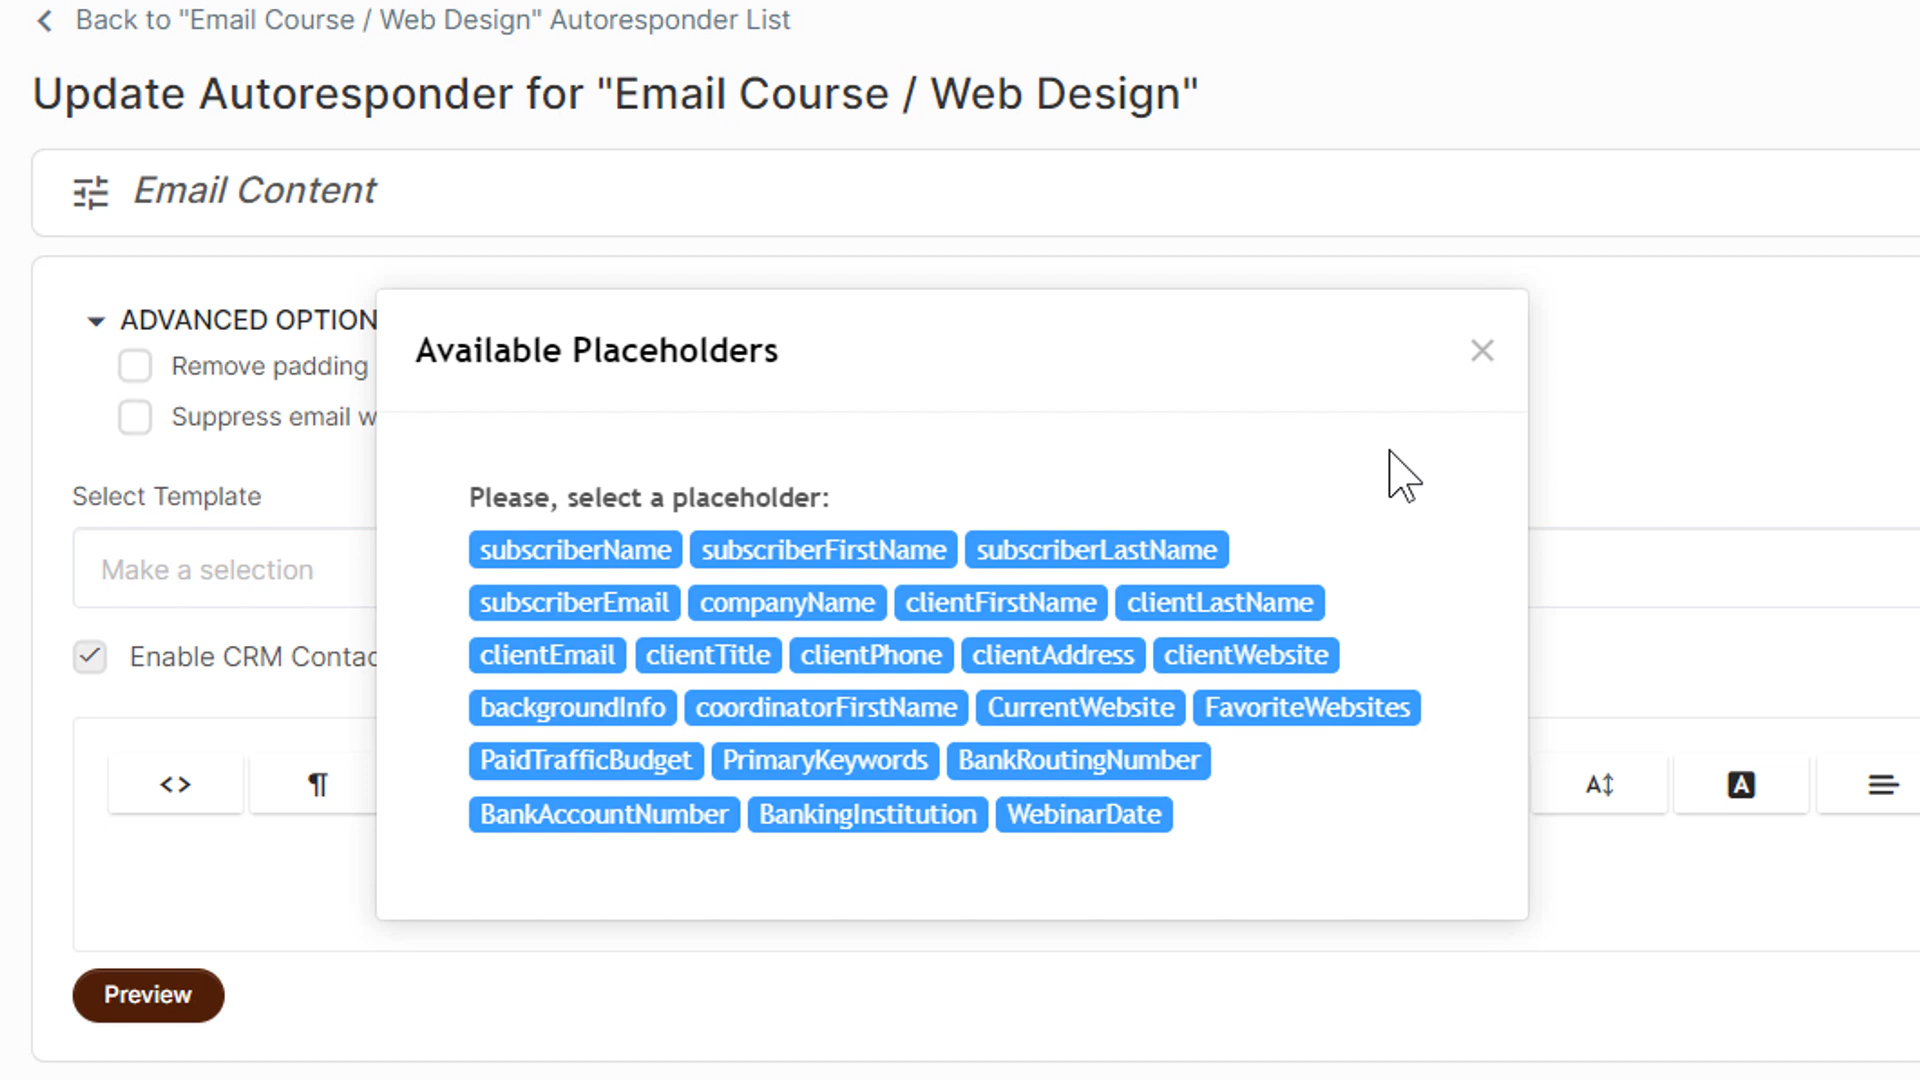 Back to "Email Course / Web Design" Autoresponder List
Update Autoresponder for "Email Course / Web Design"
Email Content
ADVANCED OPTION
Remove padding
Suppress email w
Select Template
Make a selection
Enable CRM Contac
Available Placeholders
Please, select a placeholder:
subscriberName subscriberFirstName subscriberLastName
subscriberEmail companyName clientFirstName clientLastName
clientEmail clientTitle clientPhone clientAddress clientWebsite
backgroundInfo coordinatorFirstName CurrentWebsite FavoriteWebsites
PaidTrafficBudget PrimaryKeywords BankRoutingNumber
BankAccountNumber BankingInstitution WebinarDate
Preview